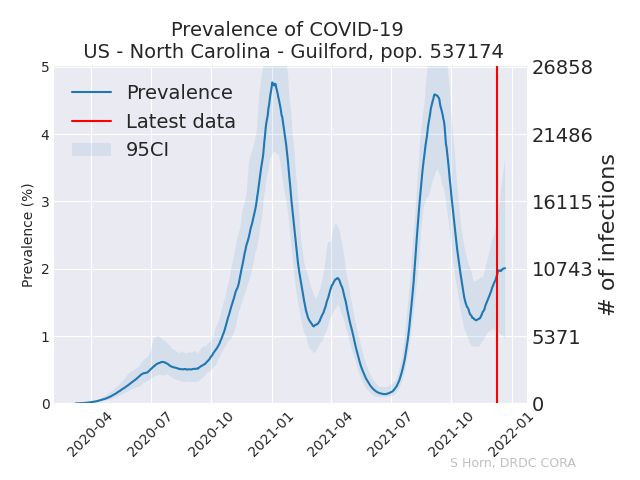 Prevalence of COVID-19
US - North Carolina - Guilford, pop. 537174
Prevalence
Latest data
95CI
Prevalence (%)
5
4
3
2
1
0
26858
21486
16115
10743
5371
0
# of infections
2020-04
2020-07
2020-10
2021-01
2021-04
2021-07
2021-10
2022-01
S Horn, DRDC CORA